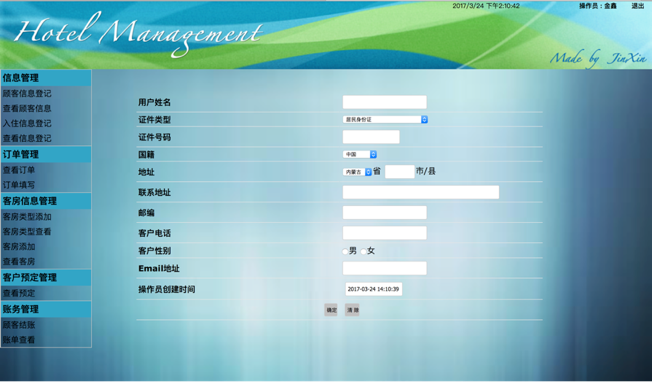 2017/3/24 下午2:10:42 操作员：金鑫 退出
Hotel Management
Made by JinXin
信息管理
顾客信息登记
查看顾客信息
入住信息登记
查看信息登记
订单管理
查看订单
订单填写
客房信息管理
客房类型添加
客房类型查看
客房添加
查看客房
客户预定管理
查看预定
账务管理
顾客结账
账单查看
用户姓名
证件类型 居民身份证
证件号码
国籍 中国
地址 内蒙古 省 市/县
联系地址
邮编
客户电话
客户性别 男 女
Email地址
操作员创建时间 2017-03-24 14:10:39
确定 清除